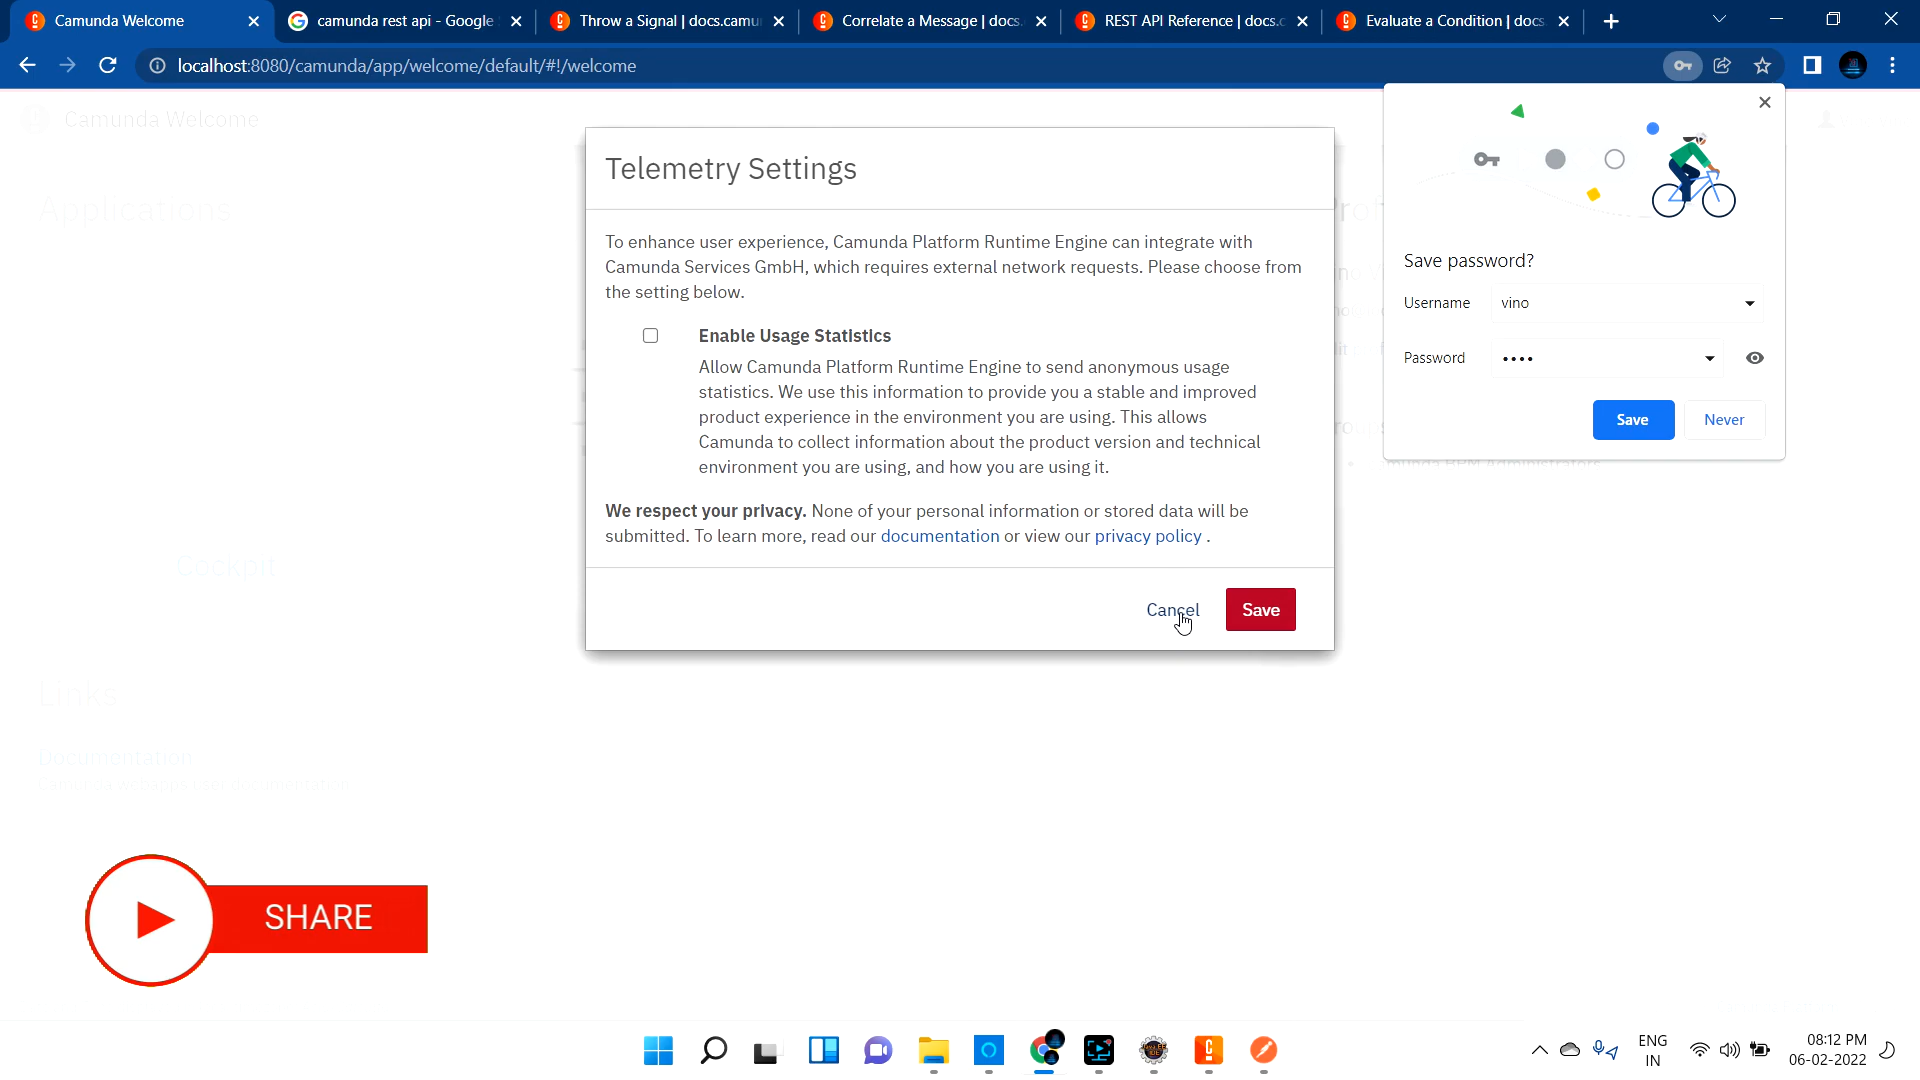 Camunda Welcome
camunda rest api - Google
Throw a Signal | docs.camu
Correlate a Message | docs.
REST API Reference | docs.c
Evaluate a Condition | docs
localhost:8080/camunda/app/welcome/default/#!/welcome
Camunda Welcome
Applications
Telemetry Settings
To enhance user experience, Camunda Platform Runtime Engine can integrate with
Camunda Services GmbH, which requires external network requests. Please choose from
the setting below.
Enable Usage Statistics
Allow Camunda Platform Runtime Engine to send anonymous usage
statistics. We use this information to provide you a stable and improved
product experience in the environment you are using. This allows
Camunda to collect information about the product version and technical
environment you are using, and how you are using it.
We respect your privacy. None of your personal information or stored data will be
submitted. To learn more, read our documentation or view our privacy policy .
Cancel
Save
Save password?
Username vino
Password ••••
Save
Never
Cockpit
Links
Documentation
SHARE
ENG
IN
08:12 PM
06-02-2022